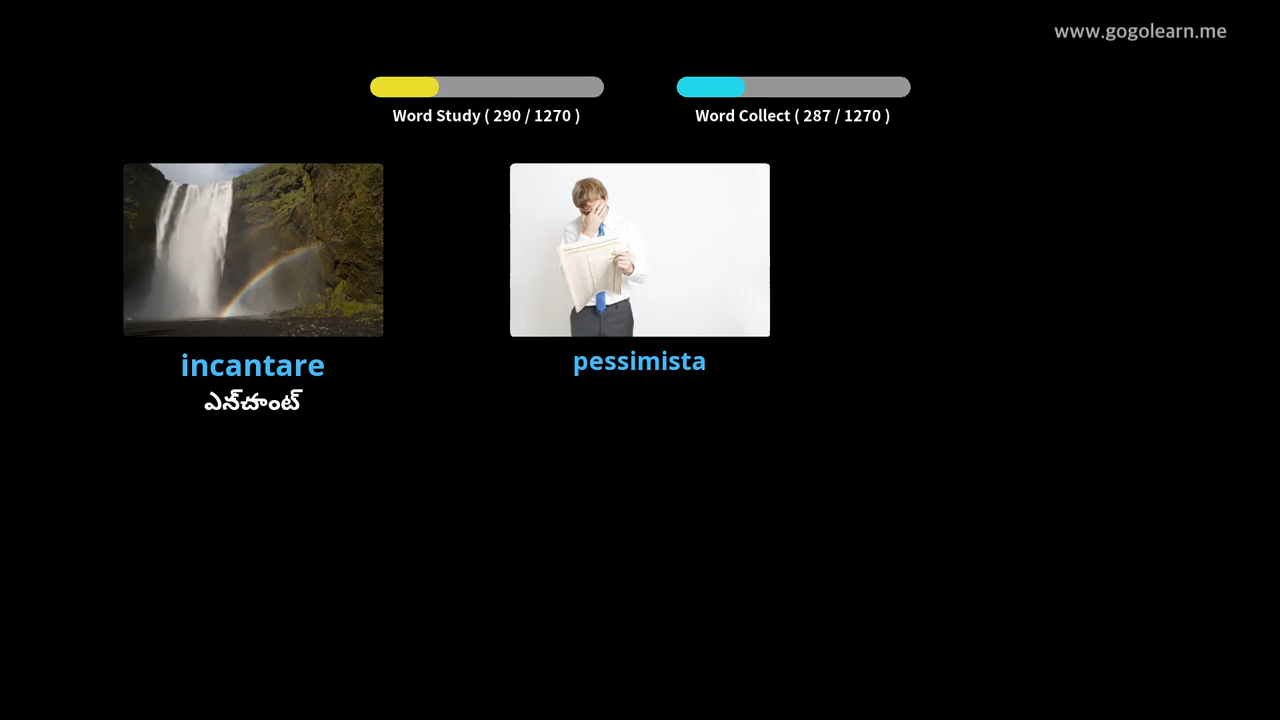 www.gogolearn.me
Word Study ( 290 / 1270 )
Word Collect ( 287 / 1270 )
incantare
ఎన్‌చాంట్
pessimista